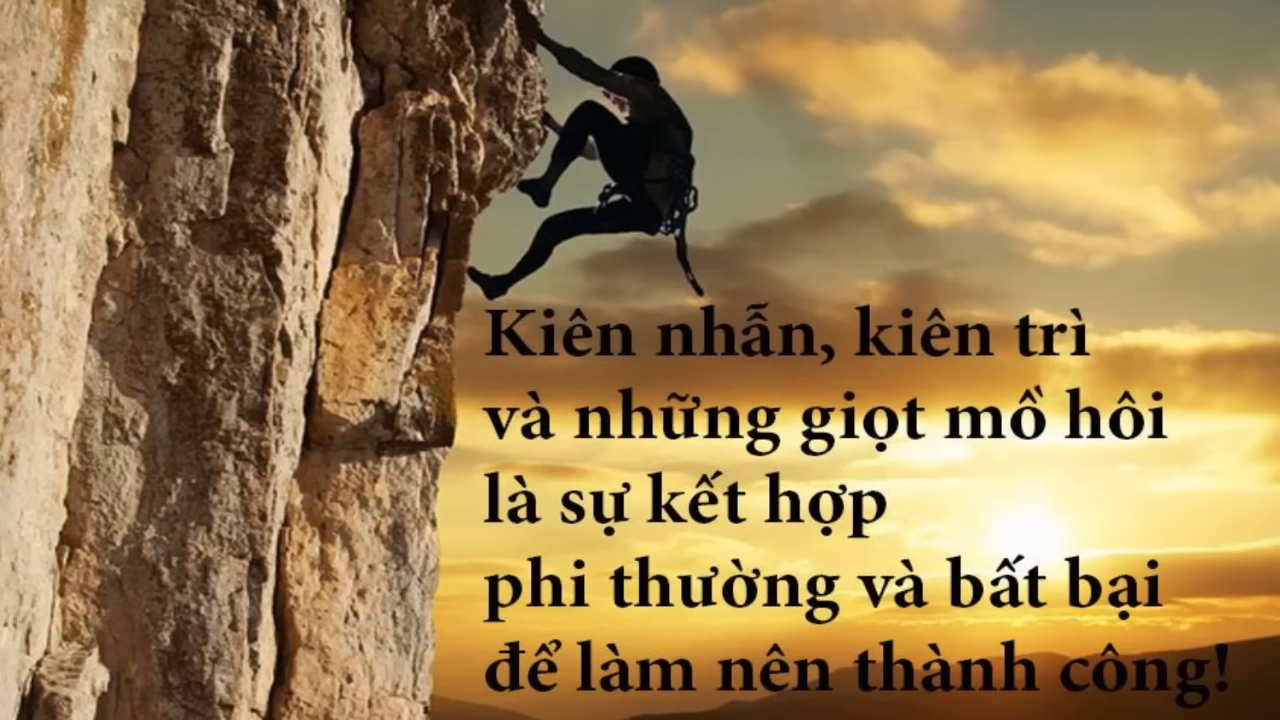 Kiên nhẫn, kiên trì
và những giọt mồ hôi
là sự kết hợp
phi thường và bất bại
để làm nên thành công!